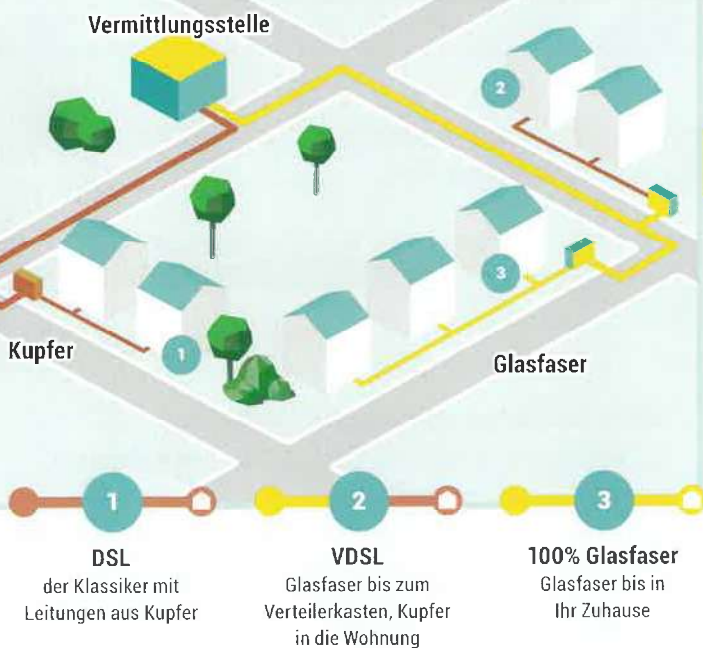 Vermittlungsstelle
2
3
1
Kupfer
Glasfaser
1
DSL
der Klassiker mit
Leitungen aus Kupfer
2
VDSL
Glasfaser bis zum
Verteilerkasten, Kupfer
in die Wohnung
3
100% Glasfaser
Glasfaser bis in
Ihr Zuhause